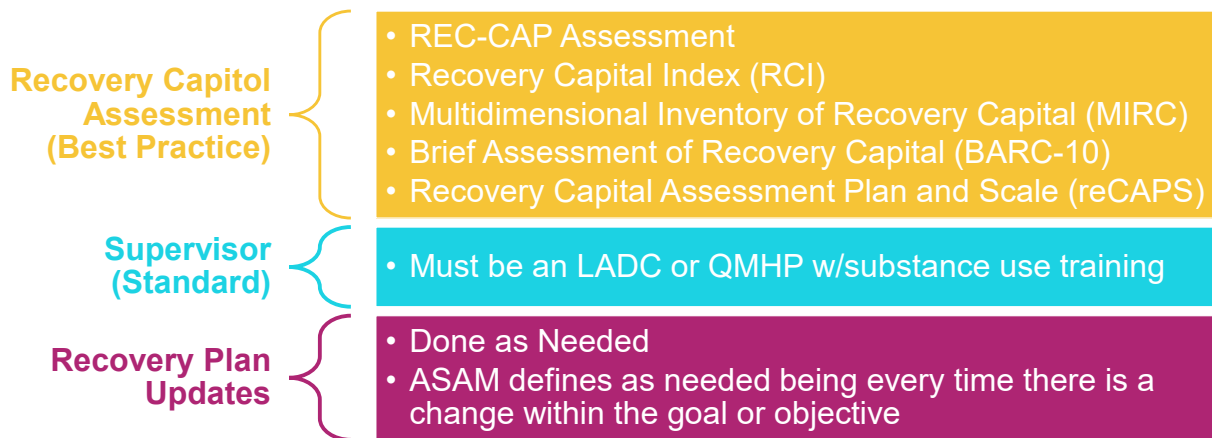 Recovery Capitol
Assessment
(Best Practice)
• REC-CAP Assessment
• Recovery Capital Index (RCI)
• Multidimensional Inventory of Recovery Capital (MIRC)
• Brief Assessment of Recovery Capital (BARC-10)
• Recovery Capital Assessment Plan and Scale (reCAPS)
Supervisor
(Standard)
• Must be an LADC or QMHP w/substance use training
Recovery Plan
Updates
• Done as Needed
• ASAM defines as needed being every time there is a
change within the goal or objective